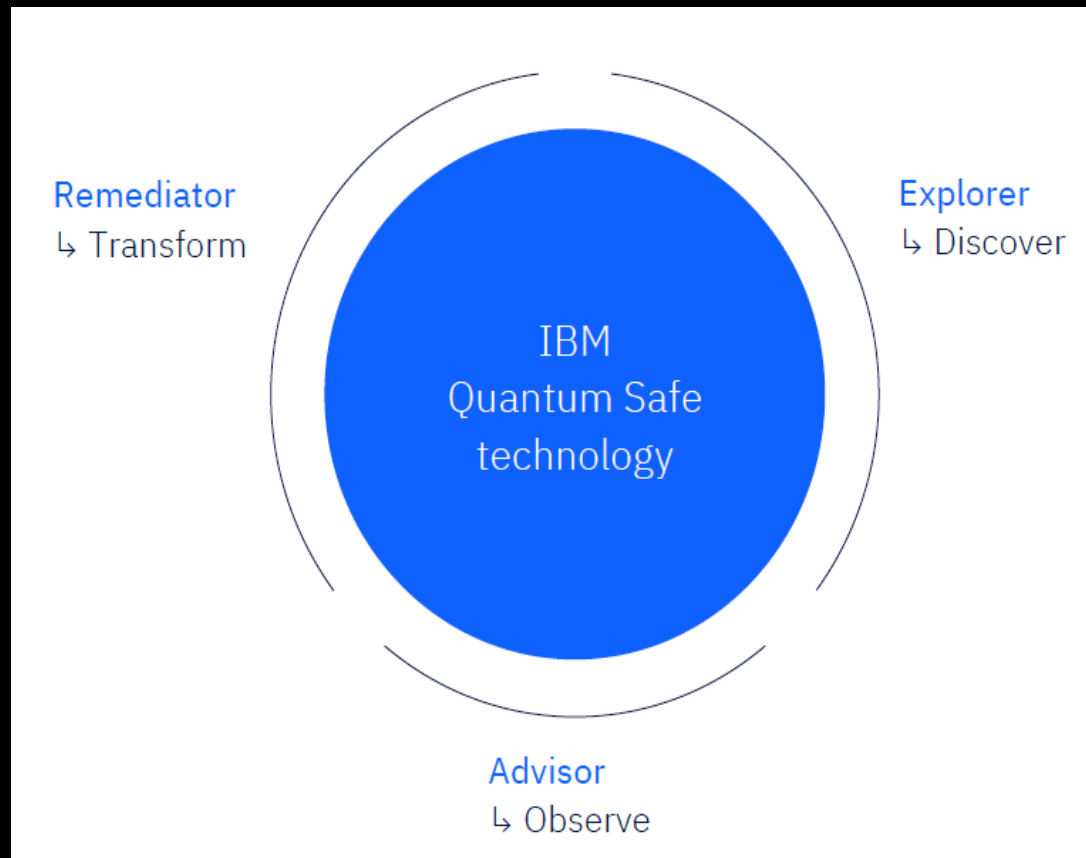 Remediator
↳ Transform
Explorer
↳ Discover
IBM
Quantum Safe
technology
Advisor
↳ Observe